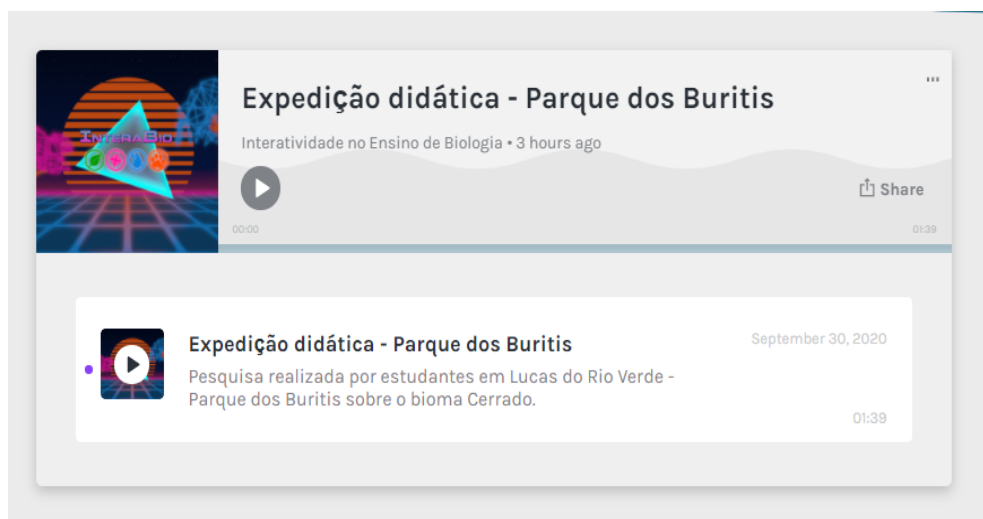 INTERABIO
Expedição didática - Parque dos Buritis
Interatividade no Ensino de Biologia • 3 hours ago
Share
00:00
01:39
Expedição didática - Parque dos Buritis
September 30, 2020
Pesquisa realizada por estudantes em Lucas do Rio Verde -
Parque dos Buritis sobre o bioma Cerrado.
01:39